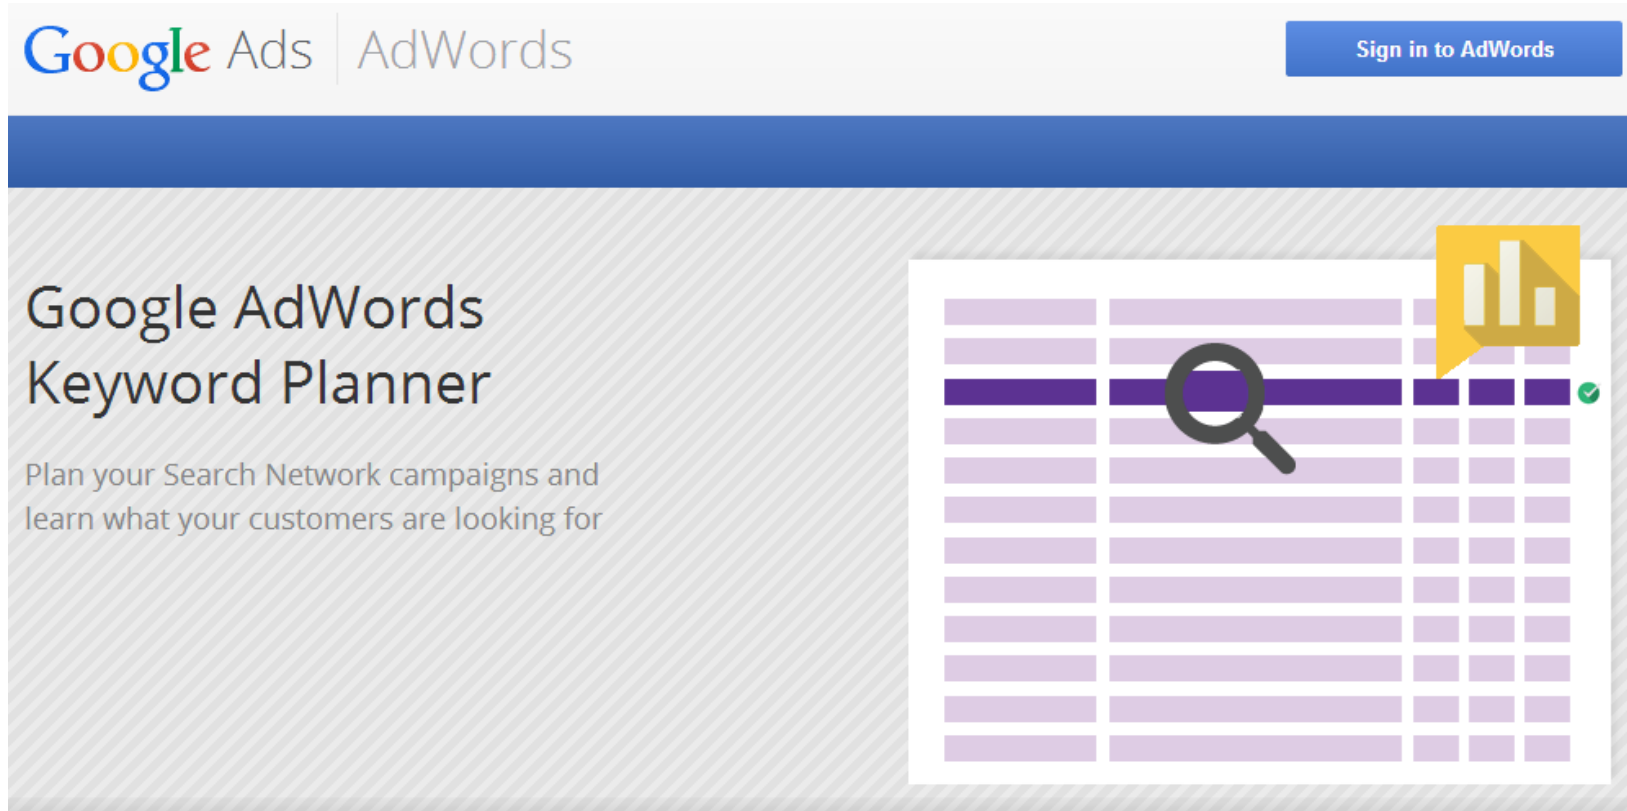 Google Ads AdWords
Sign in to AdWords
Google AdWords
Keyword Planner
Plan your Search Network campaigns and
learn what your customers are looking for